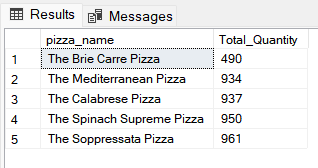 Results Messages
pizza_name Total_Quantity
1 The Brie Carre Pizza 490
2 The Mediterranean Pizza 934
3 The Calabrese Pizza 937
4 The Spinach Supreme Pizza 950
5 The Soppressata Pizza 961